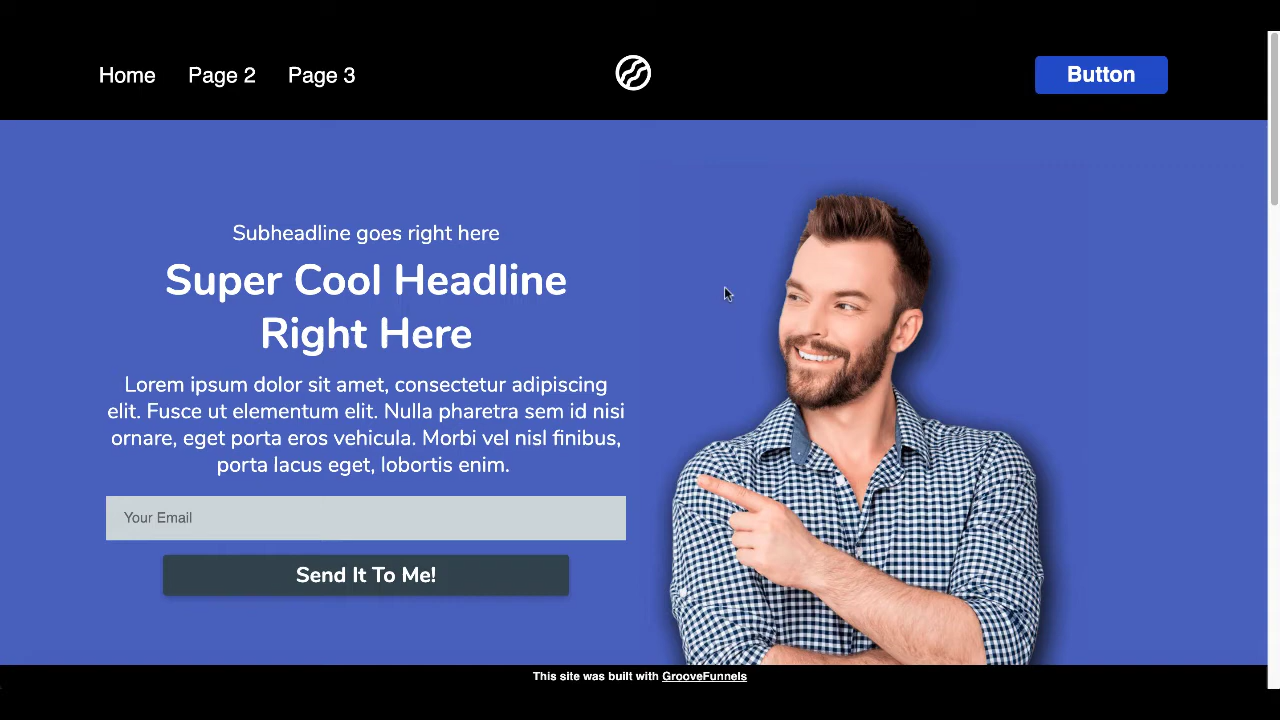 Home Page 2 Page 3 Button
Subheadline goes right here
Super Cool Headline
Right Here
Lorem ipsum dolor sit amet, consectetur adipiscing
elit. Fusce ut elementum elit. Nulla pharetra sem id nisi
ornare, eget porta eros vehicula. Morbi vel nisl finibus,
porta lacus eget, lobortis enim.
Your Email
Send It To Me!
This site was built with GrooveFunnels